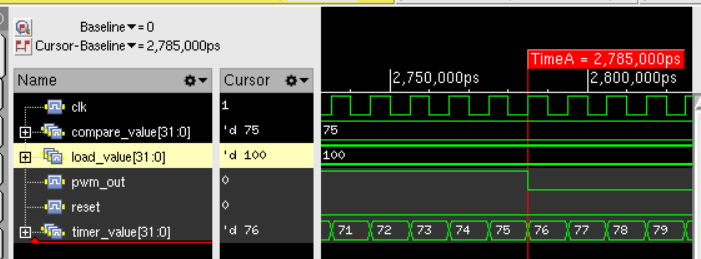 Baseline▼= 0
Cursor-Baseline▼= 2,785,000ps
TimeA = 2,785,000ps
2,750,000ps 2,800,000ps
Name Cursor
clk 1
compare_value[31:0] 'd 75 75
load_value[31:0] 'd 100 100
pwm_out 0
reset 0
timer_value[31:0] 'd 76 71 72 73 74 75 76 77 78 79